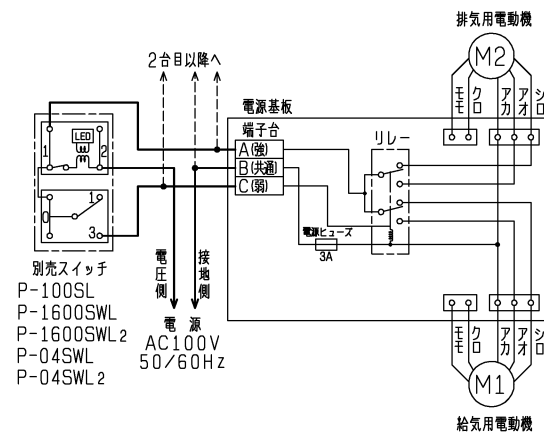 排気用電動機
M2
モモ
クロ
アカ
アオ
シロ
2台目以降へ
電源基板
端子台
A(強)
B(共通)
C(弱)
リレー
LED
1
2
0
1
3
電源ヒューズ
3A
別売スイッチ
P-100SL
P-1600SWL
P-1600SWL2
P-04SWL
P-04SWL2
電圧側
接地側
電源
AC100V
50/60Hz
モモ
クロ
アカ
アオ
シロ
M1
給気用電動機